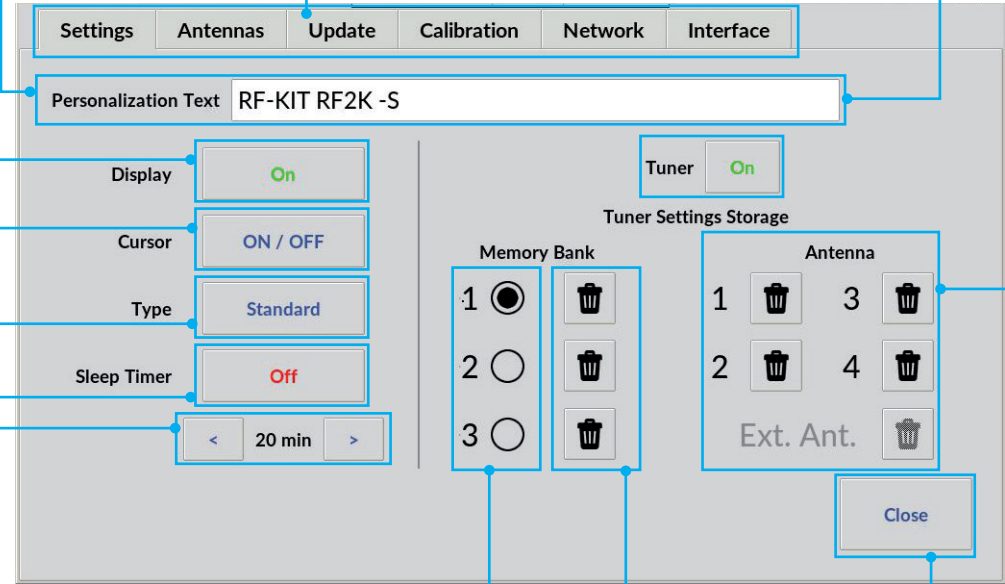 Settings Antennas Update Calibration Network Interface
Personalization Text RF-KIT RF2K -S
Display On
Cursor ON / OFF
Type Standard
Sleep Timer Off
< 20 min >
Tuner On
Tuner Settings Storage
Memory Bank Antenna
1 1 3
2 2 4
3 Ext. Ant.
Close